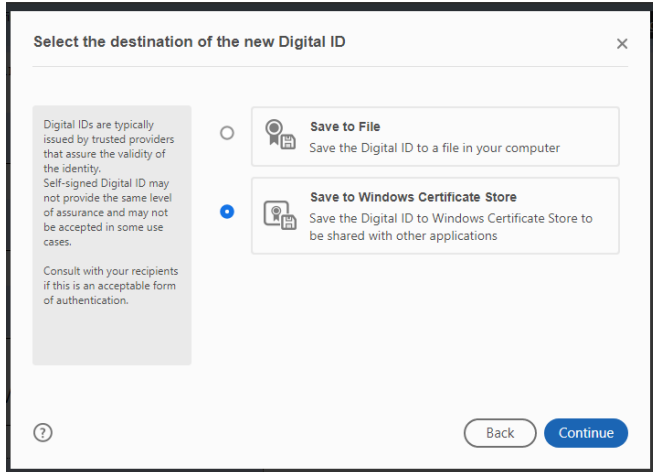 Select the destination of the new Digital ID
Digital IDs are typically
issued by trusted providers
that assure the validity of
the identity.
Self-signed Digital ID may
not provide the same level
of assurance and may not
be accepted in some use
cases.
Consult with your recipients
if this is an acceptable form
of authentication.
Save to File
Save the Digital ID to a file in your computer
Save to Windows Certificate Store
Save the Digital ID to Windows Certificate Store to
be shared with other applications
?
Back
Continue